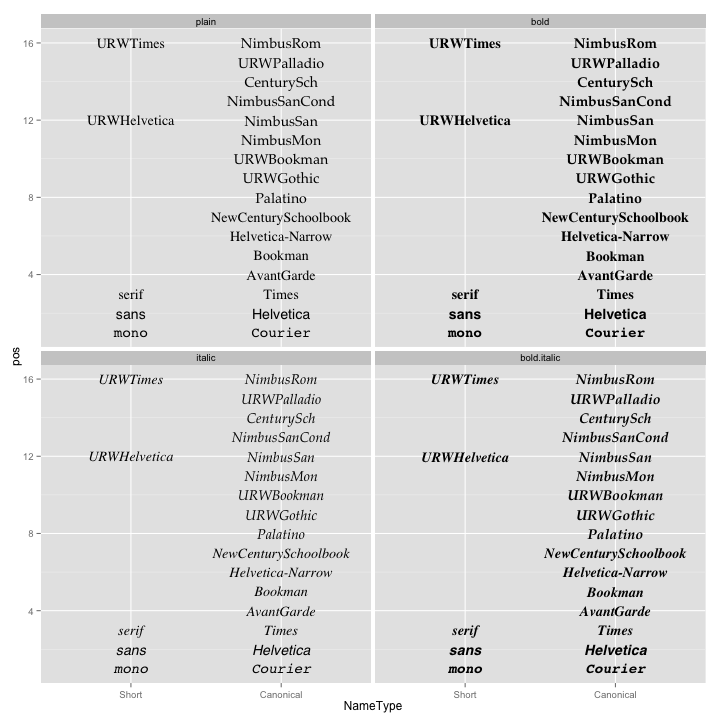 plain bold
16 URWTimes NimbusRom URWTimes NimbusRom
URWPalladio URWPalladio
CenturySch CenturySch
NimbusSanCond NimbusSanCond
12 URWHelvetica NimbusSan URWHelvetica NimbusSan
NimbusMon NimbusMon
URWBookman URWBookman
URWGothic URWGothic
8 Palatino Palatino
NewCenturySchoolbook NewCenturySchoolbook
Helvetica-Narrow Helvetica-Narrow
Bookman Bookman
4 AvantGarde AvantGarde
serif Times serif Times
sans Helvetica sans Helvetica
mono Courier mono Courier
pos
italic bold.italic
16 URWTimes NimbusRom URWTimes NimbusRom
URWPalladio URWPalladio
CenturySch CenturySch
NimbusSanCond NimbusSanCond
12 URWHelvetica NimbusSan URWHelvetica NimbusSan
NimbusMon NimbusMon
URWBookman URWBookman
URWGothic URWGothic
8 Palatino Palatino
NewCenturySchoolbook NewCenturySchoolbook
Helvetica-Narrow Helvetica-Narrow
Bookman Bookman
4 AvantGarde AvantGarde
serif Times serif Times
sans Helvetica sans Helvetica
mono Courier mono Courier
Short Canonical Short Canonical
NameType